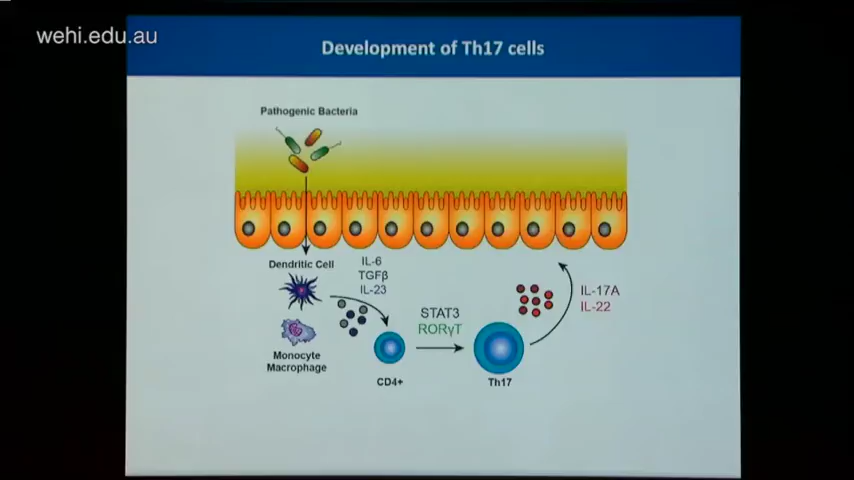 wehi.edu.au
Development of Th17 cells
Pathogenic Bacteria
Dendritic Cell
IL-6
TGFβ
IL-23
Monocyte
Macrophage
CD4+
STAT3
RORγT
Th17
IL-17A
IL-22